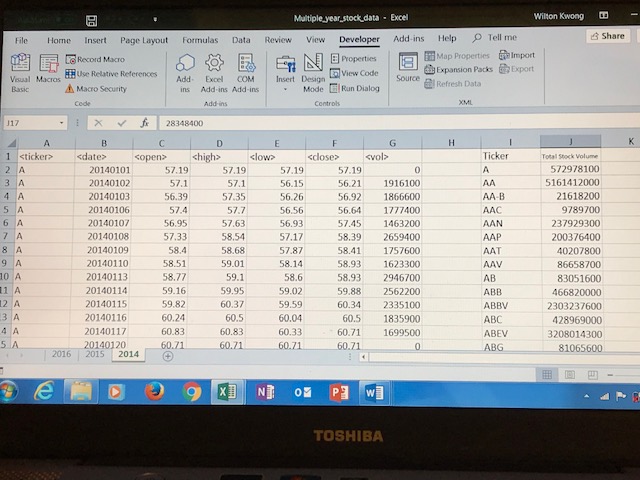 Multiple_year_stock_data - Excel Wilton Kwong
File Home Insert Page Layout Formulas Data Review View Developer Add-ins Help Tell me Share
Visual Basic
Macros
Record Macro
Use Relative References
Macro Security
Code
Add-ins
Excel Add-ins
COM Add-ins
Add-ins
Insert
Design Mode
Properties
View Code
Run Dialog
Controls
Source
Map Properties
Expansion Packs
Refresh Data
Import
Export
XML
J17 fx 28348400
A B C D E F G H I J K
1 <ticker> <date> <open> <high> <low> <close> <vol> Ticker Total Stock Volume
2 A 20140101 57.19 57.19 57.19 57.19 0 A 572978100
3 A 20140102 57.1 57.1 56.15 56.21 1916100 AA 5161412000
4 A 20140103 56.39 57.35 56.26 56.92 1866600 AA-B 21618200
5 A 20140106 57.4 57.7 56.56 56.64 1777400 AAC 9789700
6 A 20140107 56.95 57.63 56.93 57.45 1463200 AAN 237929300
7 A 20140108 57.33 58.54 57.17 58.39 2659400 AAP 200376400
8 A 20140109 58.4 58.68 57.87 58.41 1757600 AAT 40207800
9 A 20140110 58.51 59.01 58.14 58.93 1623300 AAV 86658700
10 A 20140113 58.77 59.1 58.6 58.93 2946700 AB 83051600
11 A 20140114 59.16 59.95 59.02 59.88 2562200 ABB 466820000
12 A 20140115 59.82 60.37 59.59 60.34 2335100 ABBV 2303237600
13 A 20140116 60.24 60.5 60.04 60.5 1835900 ABC 428969000
4 A 20140117 60.83 60.83 60.33 60.71 1699500 ABEV 3208014300
5 A 20140120 60.71 60.71 60.71 60.71 0 ABG 81065600
2016 2015 2014
TOSHIBA